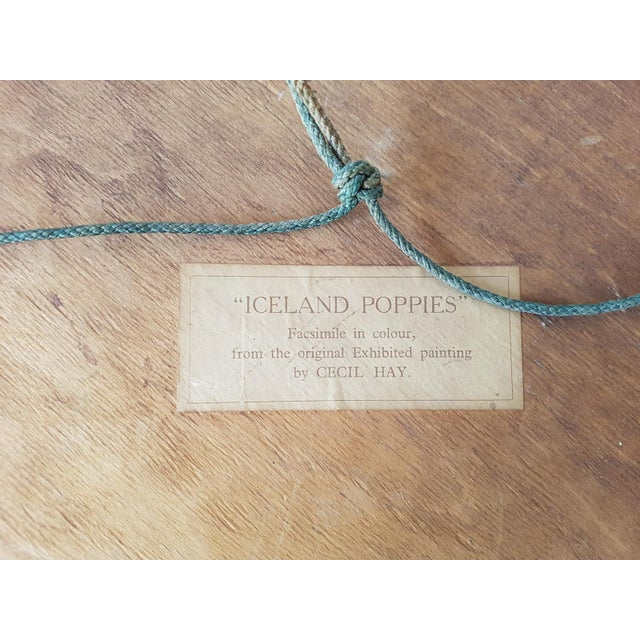 "ICELAND POPPIES"
Facsimile in colour,
from the original Exhibited painting
by CECIL HAY.